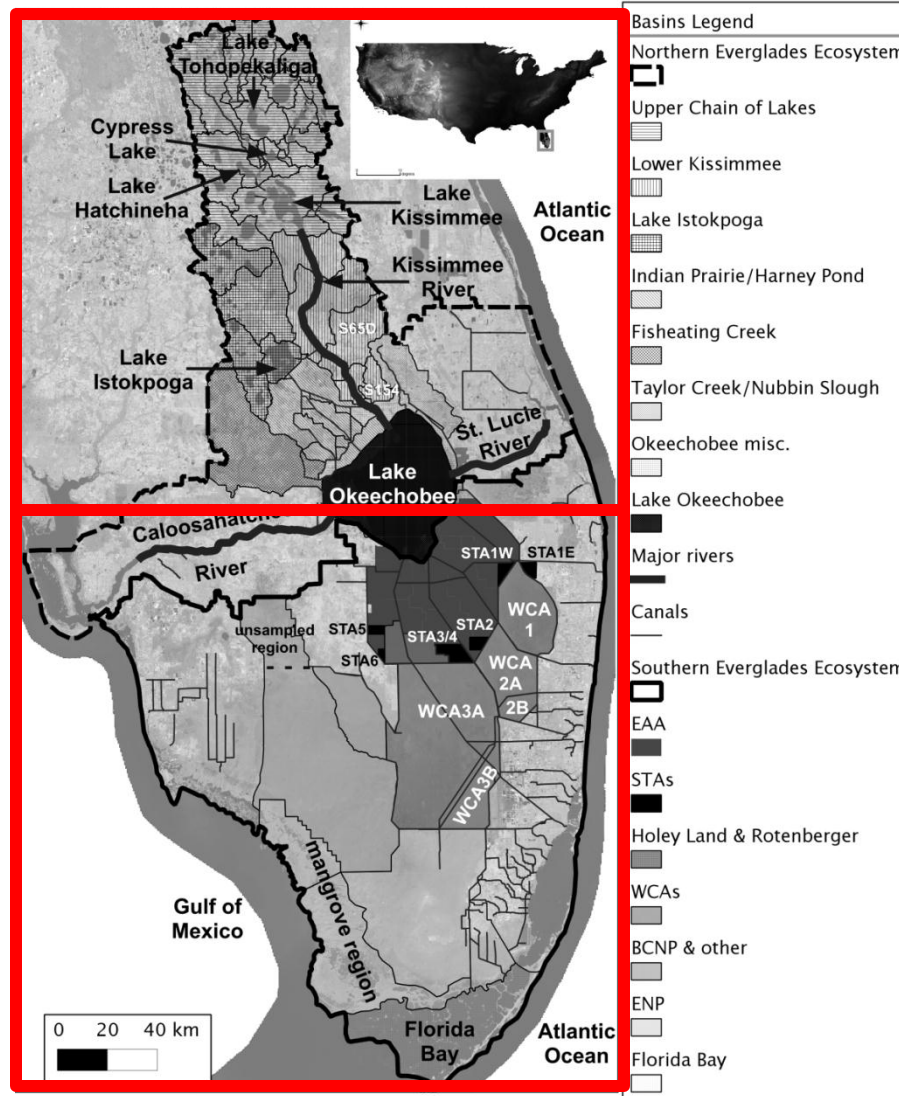 Lake
Tohopekaliga
Cypress
Lake
Lake
Hatchineha
Lake
Kissimmee
Atlantic
Ocean
Kissimmee
River
S65D
Lake
Istokpoga
S154
St. Lucie
River
Lake
Okeechobee
River
STA1W
STA1E
WCA
1
unsampled
region
STA5
STA3/4
STA2
STA6
WCA
2A
2B
WCA3A
WCA3B
mangrove region
Gulf of
Mexico
Florida
Bay
Atlantic
Ocean
0 20 40 km
Basins Legend
Northern Everglades Ecosystem
Upper Chain of Lakes
Lower Kissimmee
Lake Istokpoga
Indian Prairie/Harney Pond
Fisheating Creek
Taylor Creek/Nubbin Slough
Okeechobee misc.
Lake Okeechobee
Major rivers
Canals
Southern Everglades Ecosystem
EAA
STAs
Holey Land & Rotenberger
WCAs
BCNP & other
ENP
Florida Bay